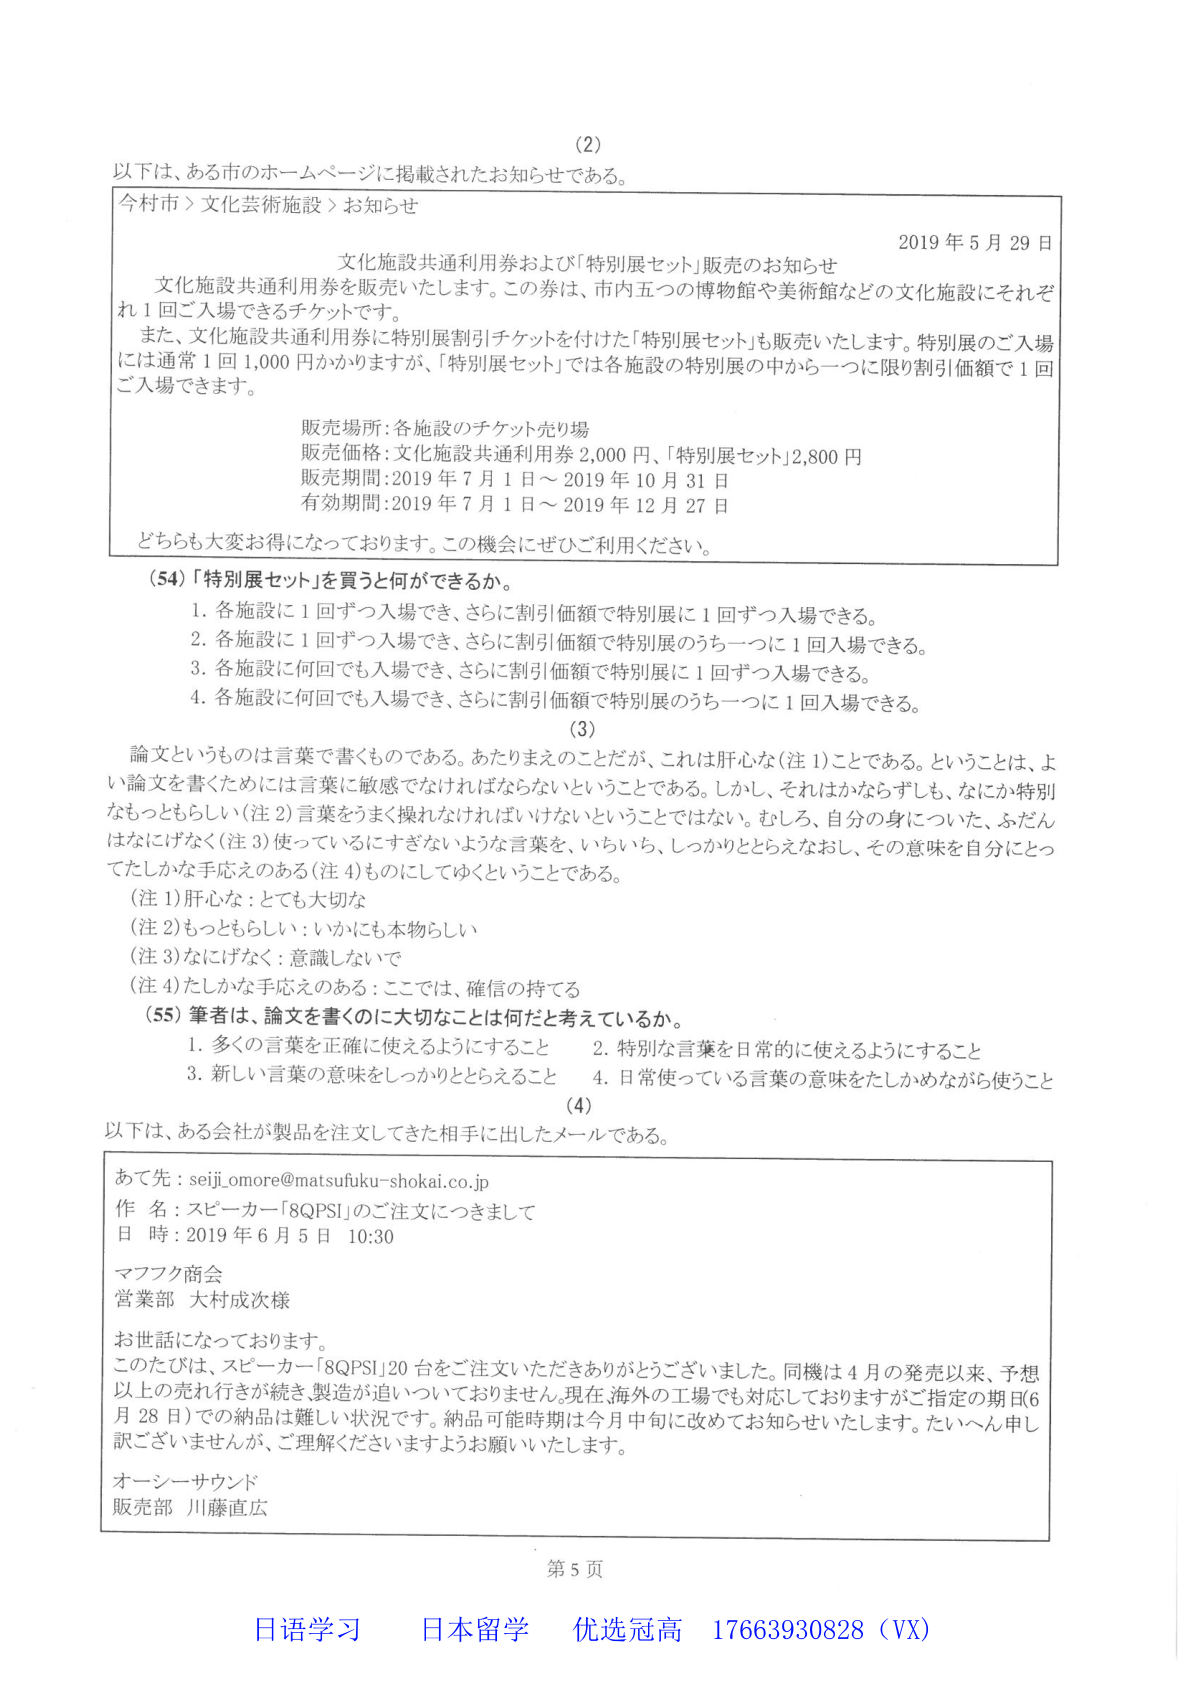 (2)
以下は、ある市のホームページに掲載されたお知らせである。
今村市 > 文化芸術施設 > お知らせ
2019 年 5 月 29 日
文化施設共通利用券および「特別展セット」販売のお知らせ
文化施設共通利用券を販売いたします。この券は、市内五つの博物館や美術館などの文化施設にそれぞ
れ 1 回ご入場できるチケットです。
また、文化施設共通利用券に特別展割引チケットを付けた「特別展セット」も販売いたします。特別展のご入場
には通常 1 回 1,000 円かかりますが、「特別展セット」では各施設の特別展の中から一つに限り割引価額で 1 回
ご入場できます。
販売場所:各施設のチケット売り場
販売価格:文化施設共通利用券 2,000 円、「特別展セット」2,800 円
販売期間:2019 年 7 月 1 日～ 2019 年 10 月 31 日
有効期間:2019 年 7 月 1 日～ 2019 年 12 月 27 日
どちらも大変お得になっております。この機会にぜひご利用ください。
(54)「特別展セット」を買うと何ができるか。
1. 各施設に 1 回ずつ入場でき、さらに割引価額で特別展に 1 回ずつ入場できる。
2. 各施設に 1 回ずつ入場でき、さらに割引価額で特別展のうち一つに 1 回入場できる。
3. 各施設に何回でも入場でき、さらに割引価額で特別展に 1 回ずつ入場できる。
4. 各施設に何回でも入場でき、さらに割引価額で特別展のうち一つに 1 回入場できる。
(3)
論文というものは言葉で書くものである。あたりまえのことだが、これは肝心な(注 1)ことである。ということは、よ
い論文を書くためには言葉に敏感でなければならないということである。しかし、それはかならずしも、なにか特別
なもっともらしい(注 2)言葉をうまく操れなければいけないということではない。むしろ、自分の身についた、ふだん
はなにげなく(注 3)使っているにすぎないような言葉を、いちいち、しっかりととらえなおし、その意味を自分にとっ
てたしかな手応えのある(注 4)ものにしてゆくということである。
(注 1)肝心な : とても大切な
(注 2)もっともらしい : いかにも本物らしい
(注 3)なにげなく : 意識しないで
(注 4)たしかな手応えのある : ここでは、確信の持てる
(55) 筆者は、論文を書くのに大切なことは何だと考えているか。
1. 多くの言葉を正確に使えるようにすること 2. 特別な言葉を日常的に使えるようにすること
3. 新しい言葉の意味をしっかりととらえること 4. 日常使っている言葉の意味をたしかめながら使うこと
(4)
以下は、ある会社が製品を注文してきた相手に出したメールである。
あて先 : seiji_omore@matsufuku-shokai.co.jp
作 名 : スピーカー「8QPSI」のご注文につきまして
日 時 : 2019 年 6 月 5 日 10:30
マフフク商会
営業部 大村成次様
お世話になっております。
このたびは、スピーカー「8QPSI」20 台をご注文いただきありがとうございました。同機は 4 月の発売以来、予想
以上の売れ行きが続き、製造が追いついておりません。現在、海外の工場でも対応しておりますがご指定の期日(6
月 28 日)での納品は難しい状況です。納品可能時期は今月中旬に改めてお知らせいたします。たいへん申し
訳ございませんが、ご理解くださいますようお願いいたします。
オーシーサウンド
販売部 川藤直広
第 5 页
日语学习 日本留学 优选冠高 17663930828（VX)